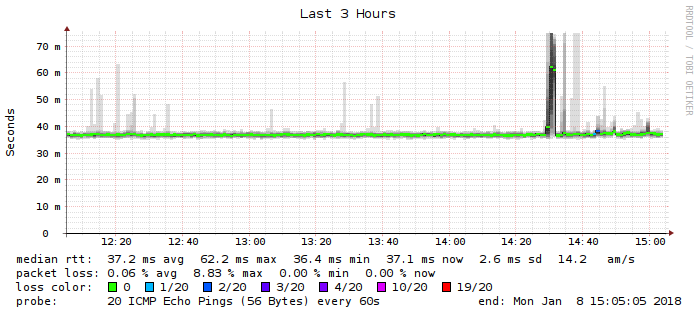 Last 3 Hours
RRDTOOL / TOBI OETIKER
Seconds
70 m
60 m
50 m
40 m
30 m
20 m
10 m
0
12:20 12:40 13:00 13:20 13:40 14:00 14:20 14:40 15:00
median rtt: 37.2 ms avg 62.2 ms max 36.4 ms min 37.1 ms now 2.6 ms sd 14.2 am/s
packet loss: 0.06 % avg 8.83 % max 0.00 % min 0.00 % now
loss color: 0 1/20 2/20 3/20 4/20 10/20 19/20
probe: 20 ICMP Echo Pings (56 Bytes) every 60s end: Mon Jan 8 15:05:05 2018